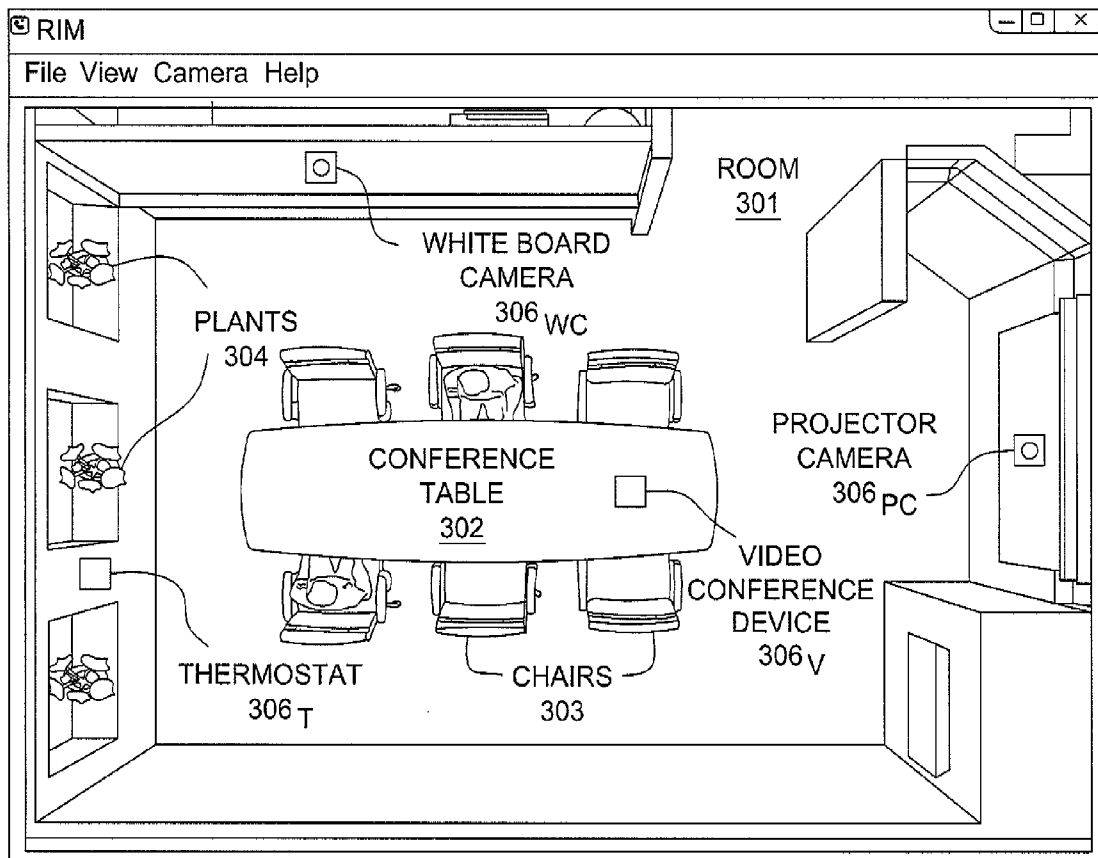 RIM
File View Camera Help
ROOM
301
WHITE BOARD
CAMERA
306 WC
PLANTS
304
PROJECTOR
CAMERA
306 PC
CONFERENCE
TABLE
302
VIDEO
CONFERENCE
DEVICE
306 V
THERMOSTAT
306 T
CHAIRS
303